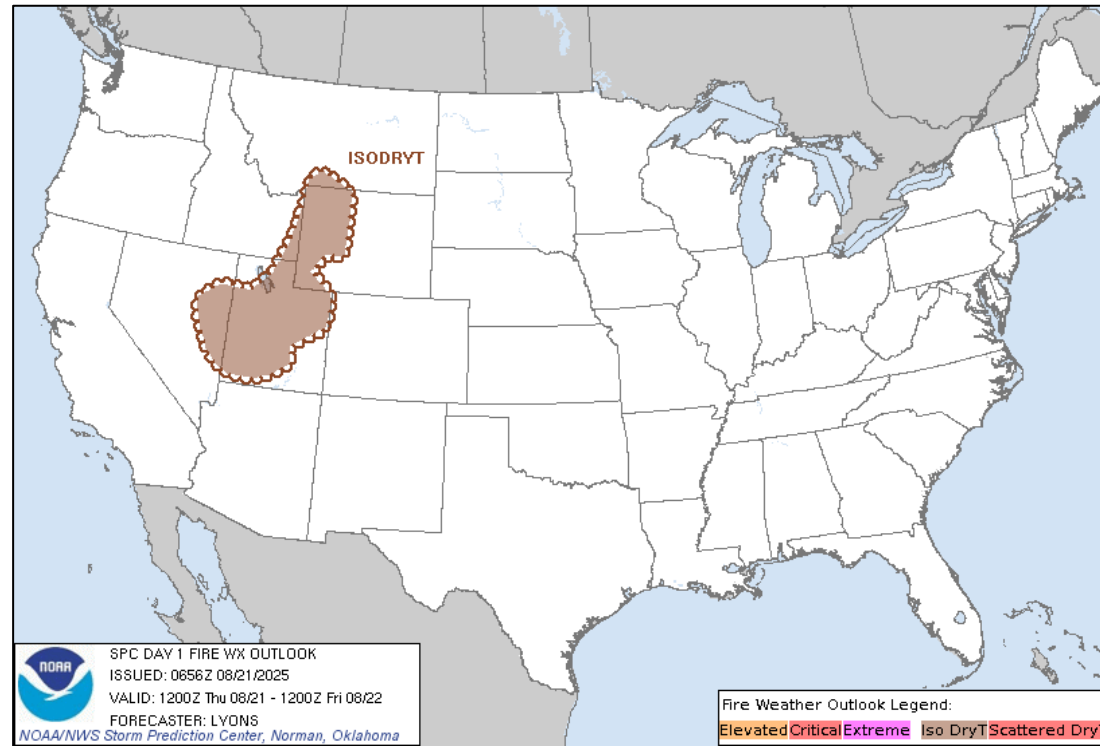 ISODRYT
NOAA
SPC DAY 1 FIRE WX OUTLOOK
ISSUED: 0656Z 08/21/2025
VALID: 1200Z Thu 08/21 - 1200Z Fri 08/22
FORECASTER: LYONS
NOAA/NWS Storm Prediction Center, Norman, Oklahoma
Fire Weather Outlook Legend:
Elevated Critical Extreme Iso DryT Scattered Dry